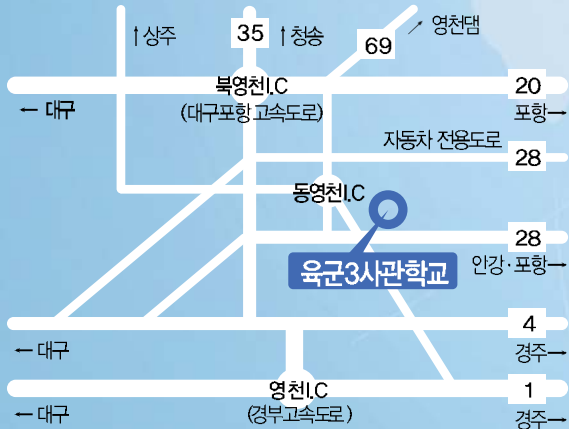 ↑상주
35
↑청송
69
↗ 영천댐
북영천I.C
(대구포항 고속도로)
← 대구
20
포항→
자동차 전용도로
28
동영천I.C
육군3사관학교
28
안강·포항→
4
← 대구
경주→
영천I.C
(경부고속도로)
1
← 대구
경주→